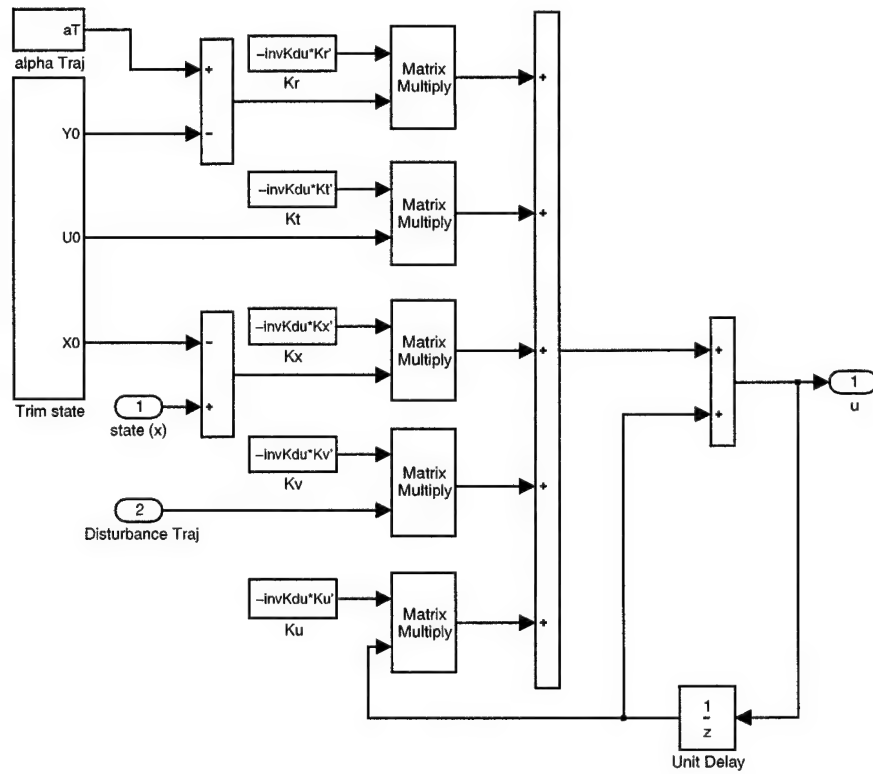 aT
alpha Traj
+
−
Y0
U0
X0
Trim state
−invKdu*Kr'
Kr
Matrix
Multiply
+
−invKdu*Kt'
Kt
Matrix
Multiply
+
−
+
1
state (x)
−invKdu*Kx'
Kx
Matrix
Multiply
+
−invKdu*Kv'
Kv
Matrix
Multiply
+
2
Disturbance Traj
−invKdu*Ku'
Ku
Matrix
Multiply
+
+
+
1
u
1
z
Unit Delay